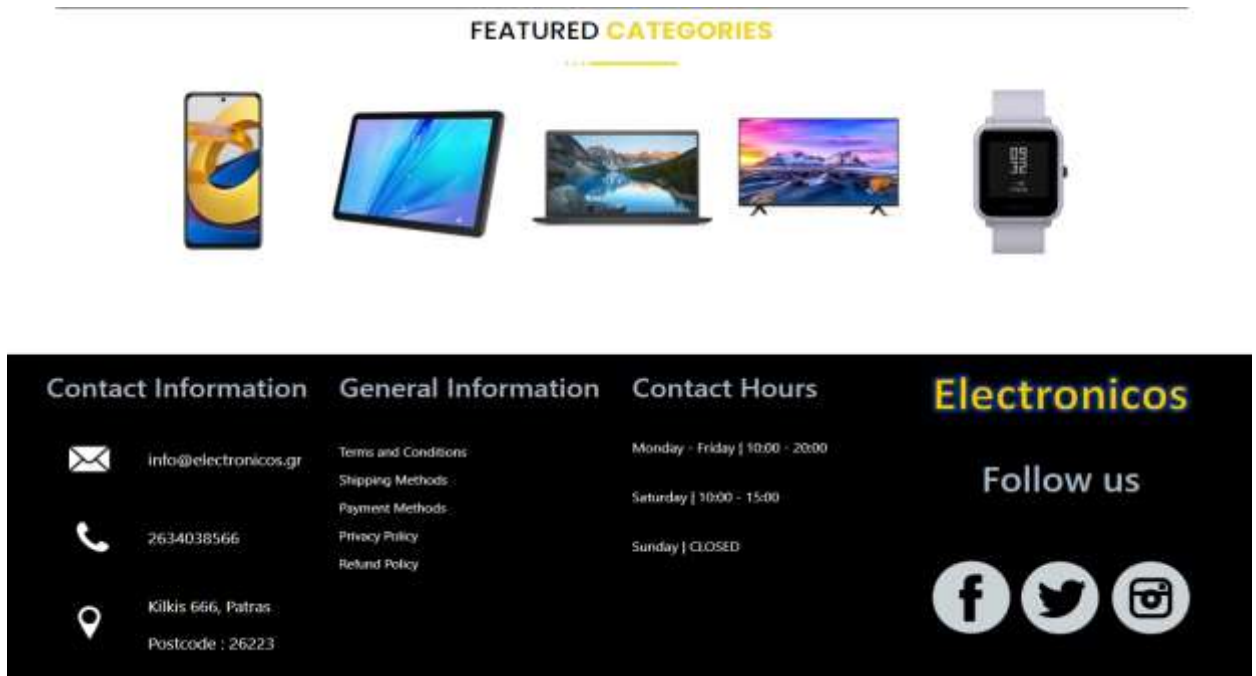 FEATURED CATEGORIES
Contact Information
info@electronicos.gr
2634038566
Kilkis 666, Patras
Postcode : 26223
General Information
Terms and Conditions
Shipping Methods
Payment Methods
Privacy Policy
Refund Policy
Contact Hours
Monday - Friday | 10:00 - 20:00
Saturday | 10:00 - 15:00
Sunday | CLOSED
Electronicos
Follow us